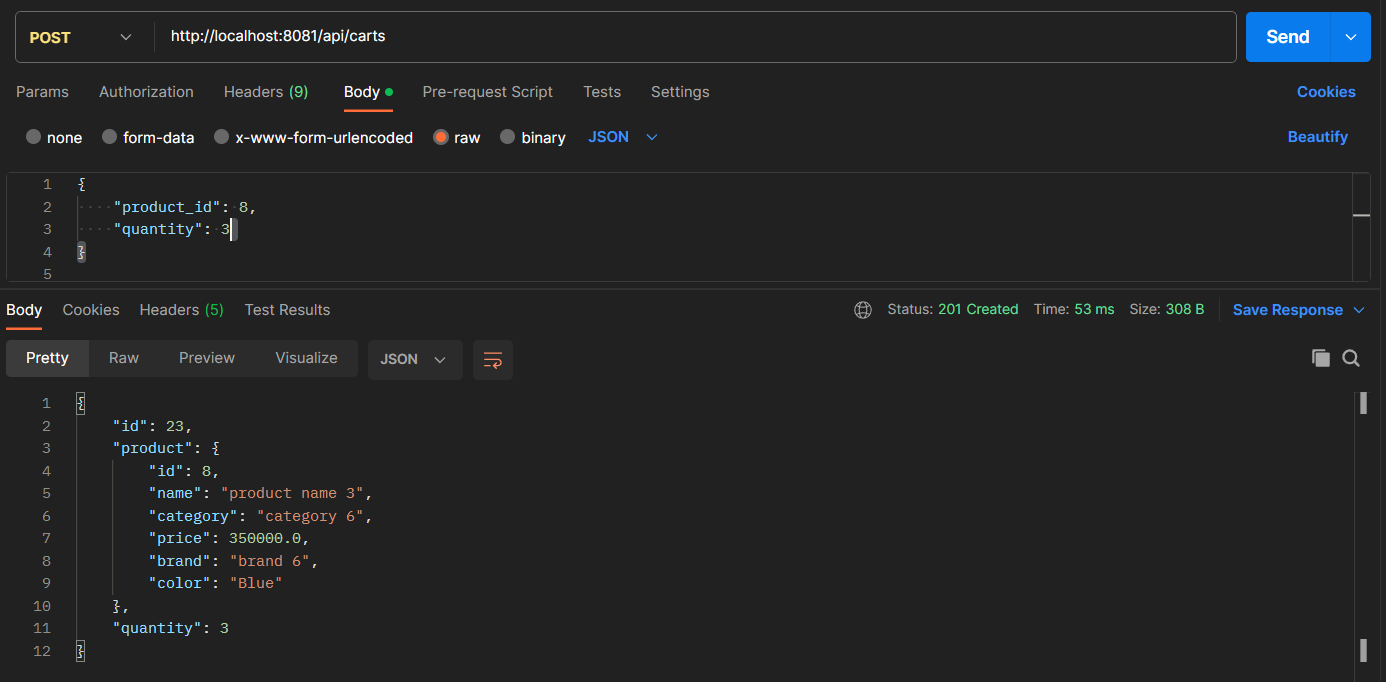 POST http://localhost:8081/api/carts Send
Params Authorization Headers (9) Body Pre-request Script Tests Settings Cookies
none form-data x-www-form-urlencoded raw binary JSON Beautify
1 {
2 "product_id": 8,
3 "quantity": 3
4 }
5
Body Cookies Headers (5) Test Results Status: 201 Created Time: 53 ms Size: 308 B Save Response
Pretty Raw Preview Visualize JSON
1 {
2 "id": 23,
3 "product": {
4 "id": 8,
5 "name": "product name 3",
6 "category": "category 6",
7 "price": 350000.0,
8 "brand": "brand 6",
9 "color": "Blue"
10 },
11 "quantity": 3
12 }